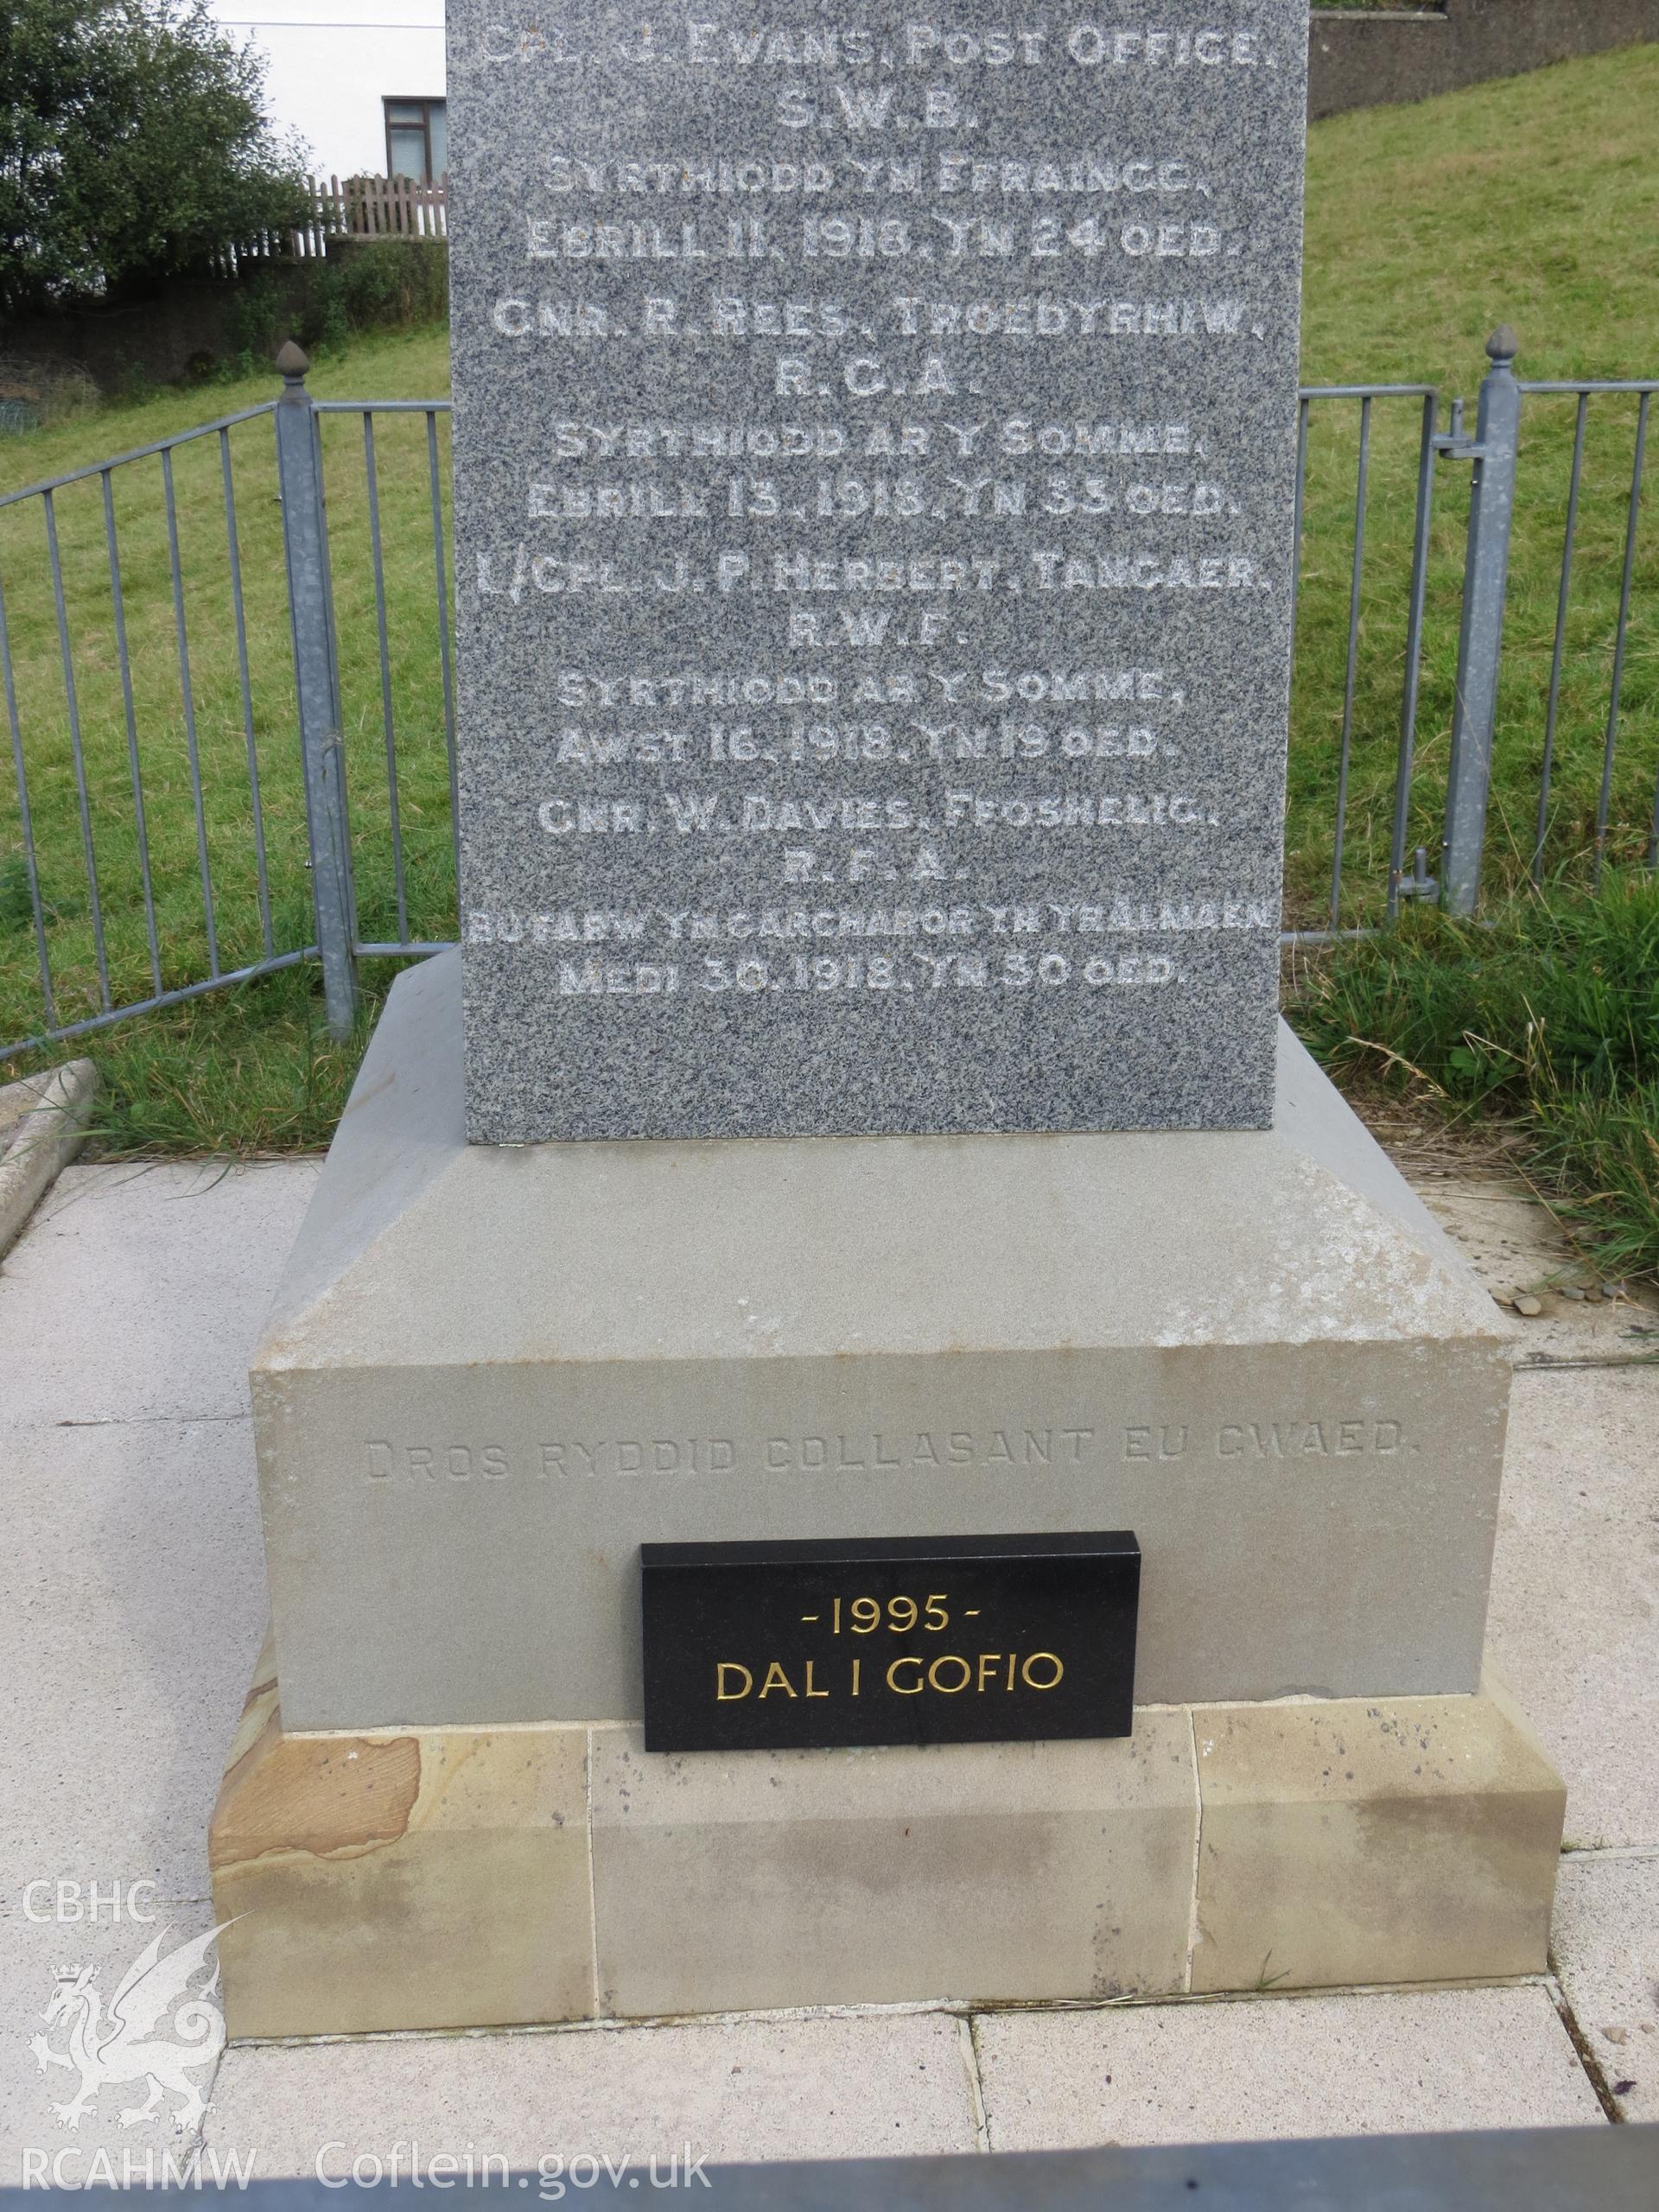 CPL. J. EVANS, POST OFFICE.
S.W.B.
SYRTHIODD YN FFRAINCC,
EBRILL 11, 1918, YN 24 OED.
GNR. R. REES, TROEDYRHIW,
R.G.A.
SYRTHIODD AR Y SOMME,
EBRILL 13, 1918, YN 33 OED.
L/CPL. J. P. HERBERT, TANGAER,
R.W.F.
SYRTHIODD AR Y SOMME,
AWST 16, 1918, YN 19 OED.
GNR. W. DAVIES, FFOSHELIG,
R.F.A.
BU FARW YN GARCHAROR YN YR ALMAEN
MEDI 30, 1918, YN 30 OED.
DROS RYDDID COLLASANT EU GWAED.
-1995-
DAL I GOFIO
CBHC
RCAHMW Coflein.gov.uk